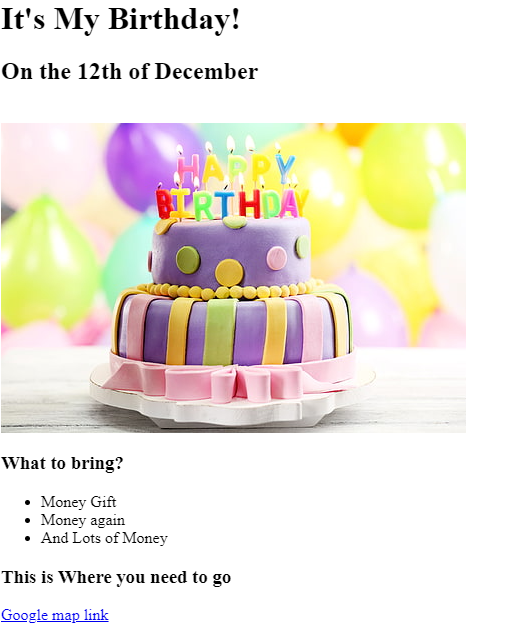 It's My Birthday!
On the 12th of December
HAPPY
BIRTHDAY
What to bring?
Money Gift
Money again
And Lots of Money
This is Where you need to go
Google map link